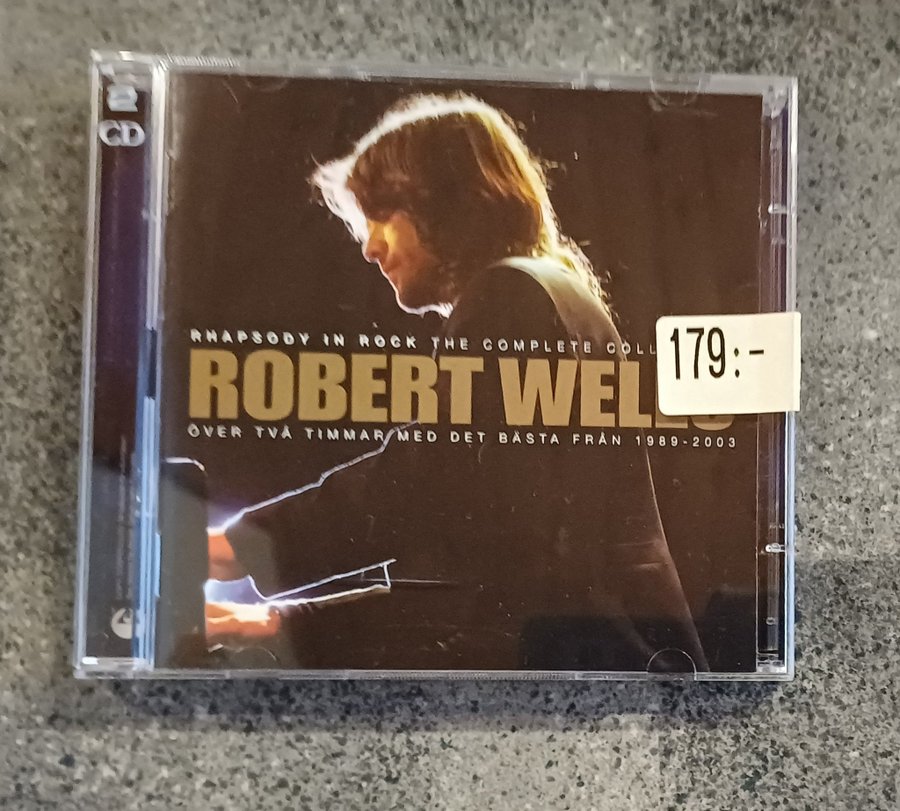 2
CD
RHAPSODY IN ROCK THE COMPLETE COLL
179:-
ROBERT WELLS
ÖVER TVÅ TIMMAR MED DET BÄSTA FRÅN 1989-2003